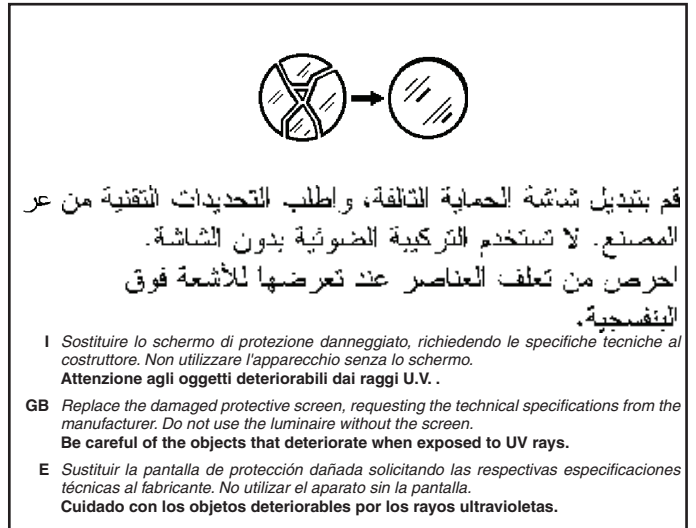 قم بتبديل شاشة الحماية التالفة، واطلب التحديدات التقنية من عر
المصنع. لا تستخدم التركيبة الضوئية بدون الشاشة.
احرص من تعلف العناصر عند تعرضها للأشعة فوق
البنفسجية.
I Sostituire lo schermo di protezione danneggiato, richiedendo le specifiche tecniche al
costruttore. Non utilizzare l'apparecchio senza lo schermo.
Attenzione agli oggetti deteriorabili dai raggi U.V. .
GB Replace the damaged protective screen, requesting the technical specifications from the
manufacturer. Do not use the luminaire without the screen.
Be careful of the objects that deteriorate when exposed to UV rays.
E Sustituir la pantalla de protección dañada solicitando las respectivas especificaciones
técnicas al fabricante. No utilizar el aparato sin la pantalla.
Cuidado con los objetos deteriorables por los rayos ultravioletas.